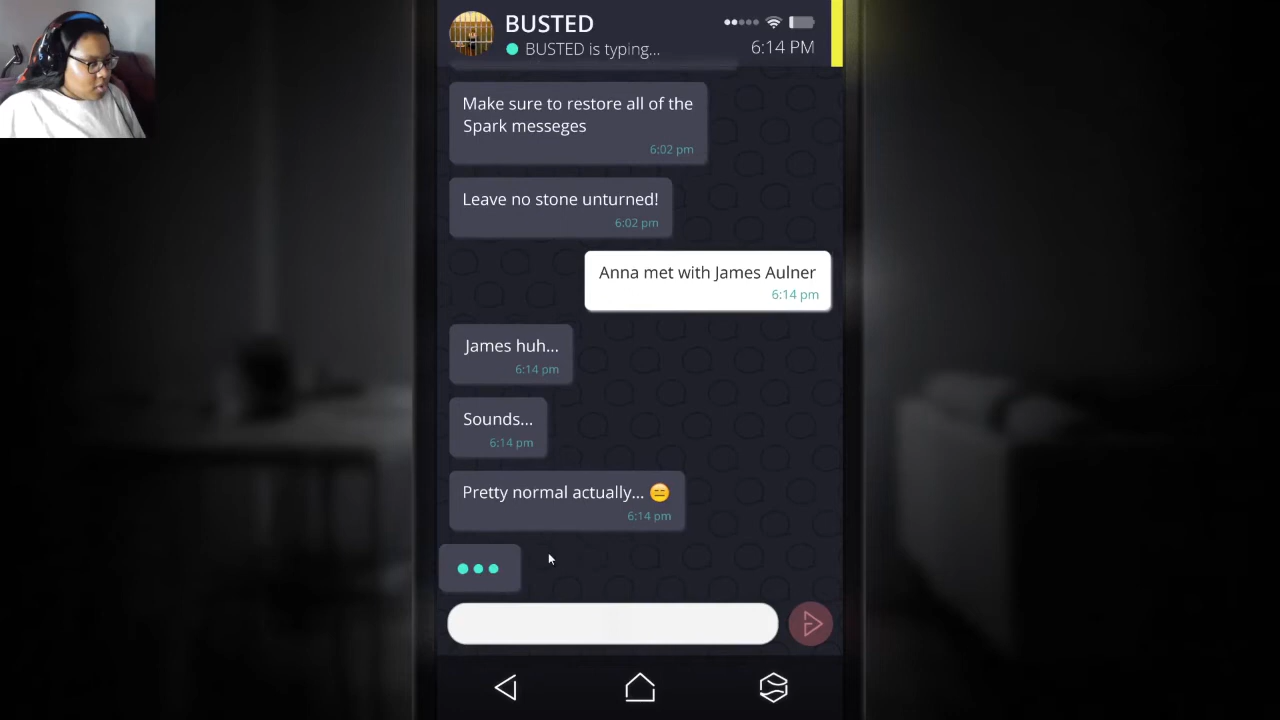 BUSTED
BUSTED is typing...
6:14 PM
Make sure to restore all of the
Spark messeges
6:02 pm
Leave no stone unturned!
6:02 pm
Anna met with James Aulner
6:14 pm
James huh...
6:14 pm
Sounds...
6:14 pm
Pretty normal actually... 😑
6:14 pm